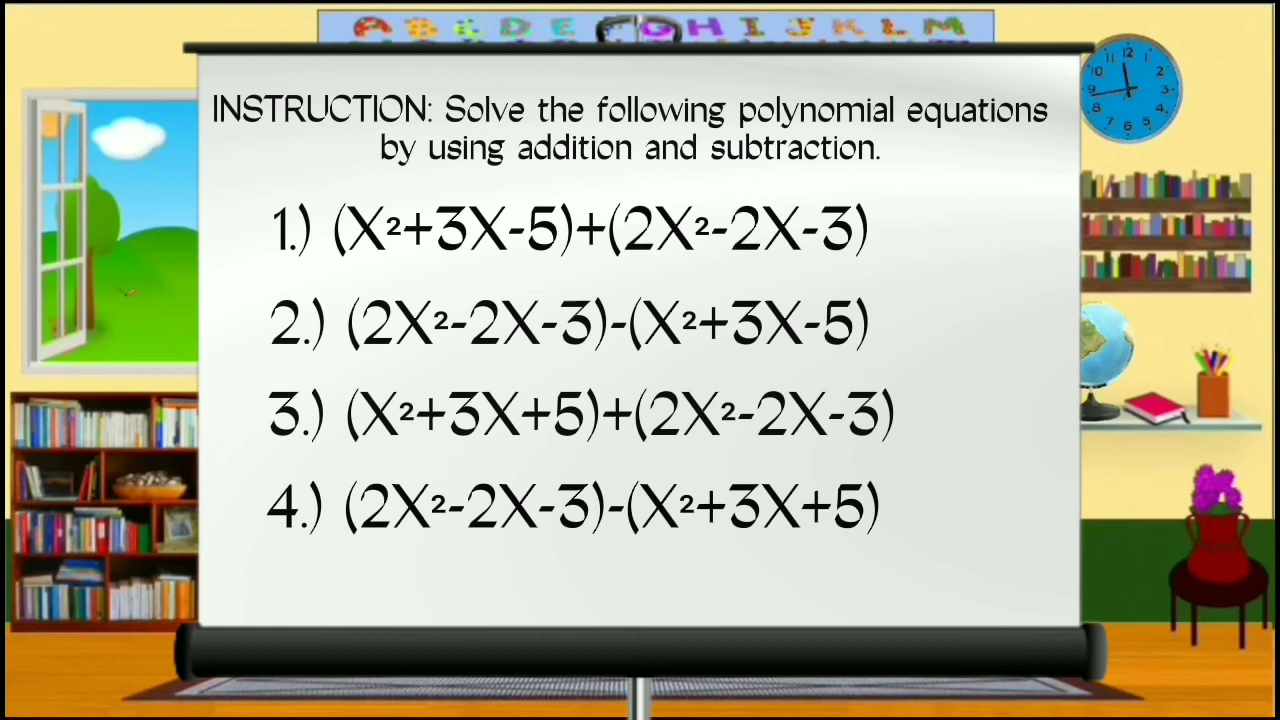 A B C D E F G H I J K L M
INSTRUCTION: Solve the following polynomial equations
by using addition and subtraction.
1.) (X²+3X-5)+(2X²-2X-3)
2.) (2X²-2X-3)-(X²+3X-5)
3.) (X²+3X+5)+(2X²-2X-3)
4.) (2X²-2X-3)-(X²+3X+5)